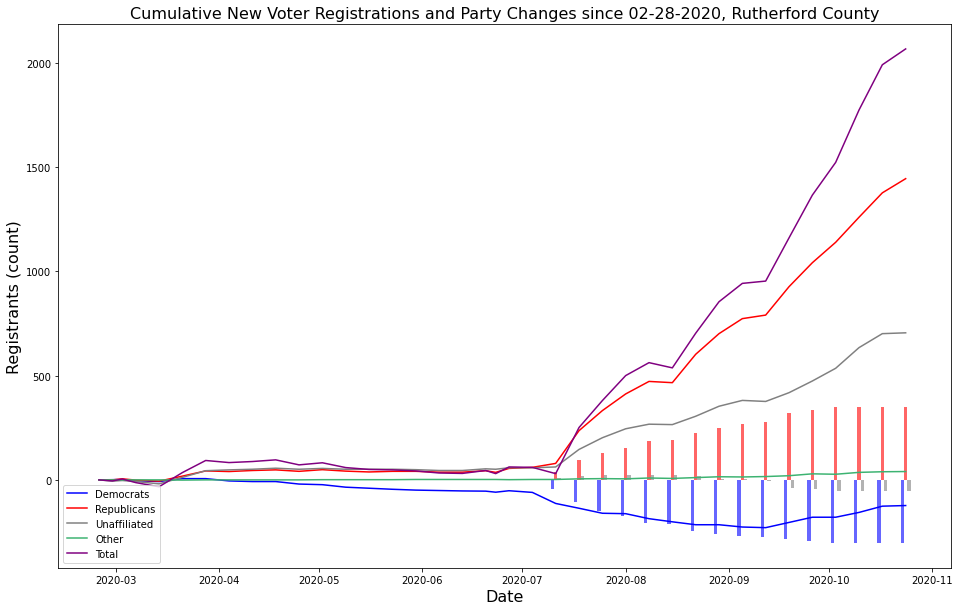 Cumulative New Voter Registrations and Party Changes since 02-28-2020, Rutherford County
Registrants (count)
2000
1500
1000
500
0
Democrats
Republicans
Unaffiliated
Other
Total
2020-03 2020-04 2020-05 2020-06 2020-07 2020-08 2020-09 2020-10 2020-11
Date